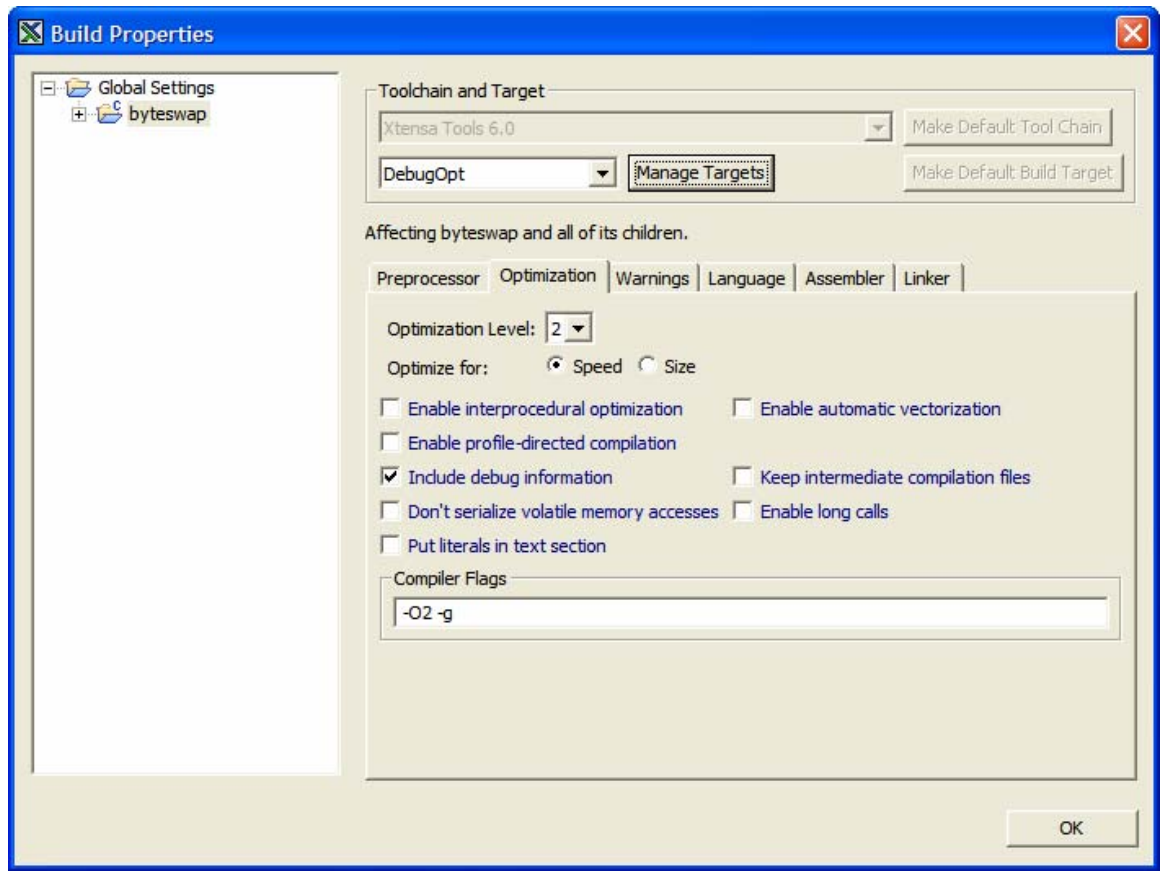 Build Properties
Global Settings
byteswap
Toolchain and Target
Xtensa Tools 6.0
Make Default Tool Chain
DebugOpt
Manage Targets
Make Default Build Target
Affecting byteswap and all of its children.
Preprocessor Optimization Warnings Language Assembler Linker
Optimization Level: 2
Optimize for: Speed Size
Enable interprocedural optimization Enable automatic vectorization
Enable profile-directed compilation
Include debug information Keep intermediate compilation files
Don't serialize volatile memory accesses Enable long calls
Put literals in text section
Compiler Flags
-O2 -g
OK